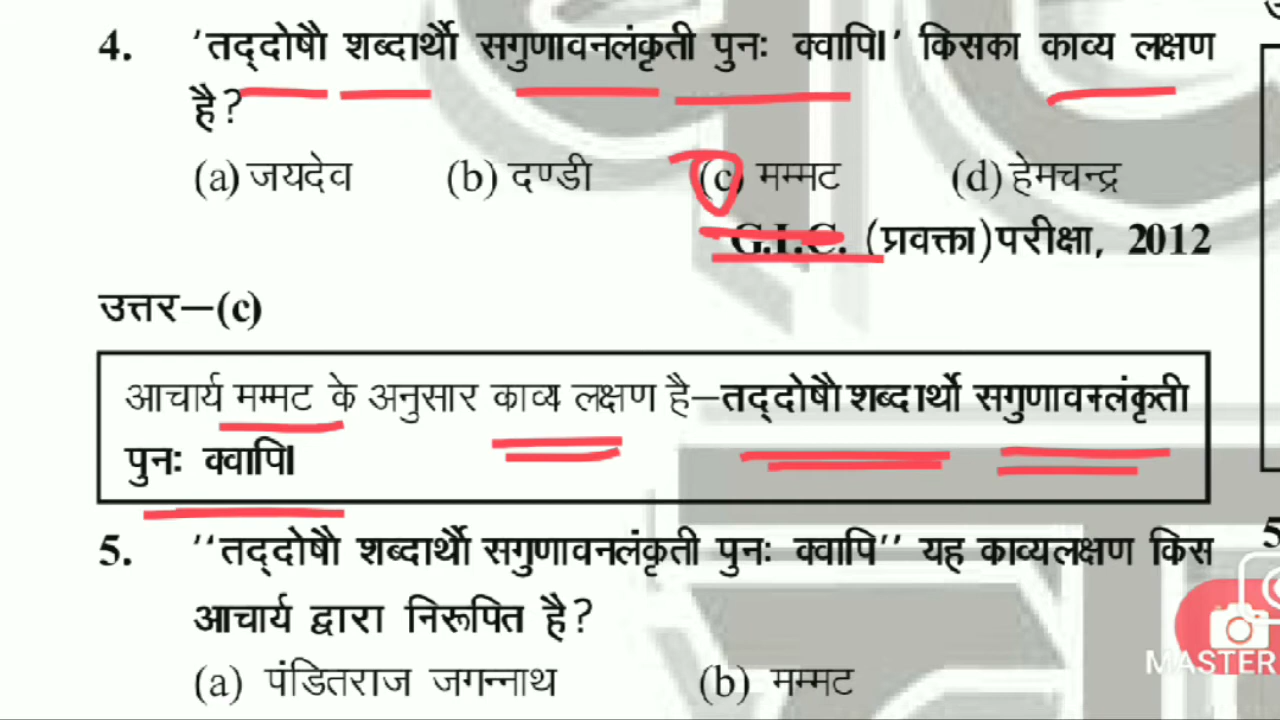 4. 'तद्दोषौ शब्दार्थौ सगुणावनलंकृती पुनः क्वापि।' किसका काव्य लक्षण
है?
(a) जयदेव (b) दण्डी (c) मम्मट (d) हेमचन्द्र
G.I.C. (प्रवक्ता) परीक्षा, 2012
उत्तर—(c)
आचार्य मम्मट के अनुसार काव्य लक्षण है—तद्दोषौ शब्दार्थो सगुणावनलंकृती
पुनः क्वापि।
5. ''तद्दोषौ शब्दार्थौ सगुणावनलंकृती पुनः क्वापि'' यह काव्यलक्षण किस
आचार्य द्वारा निरूपित है?
(a) पंडितराज जगन्नाथ (b) मम्मट
MASTER